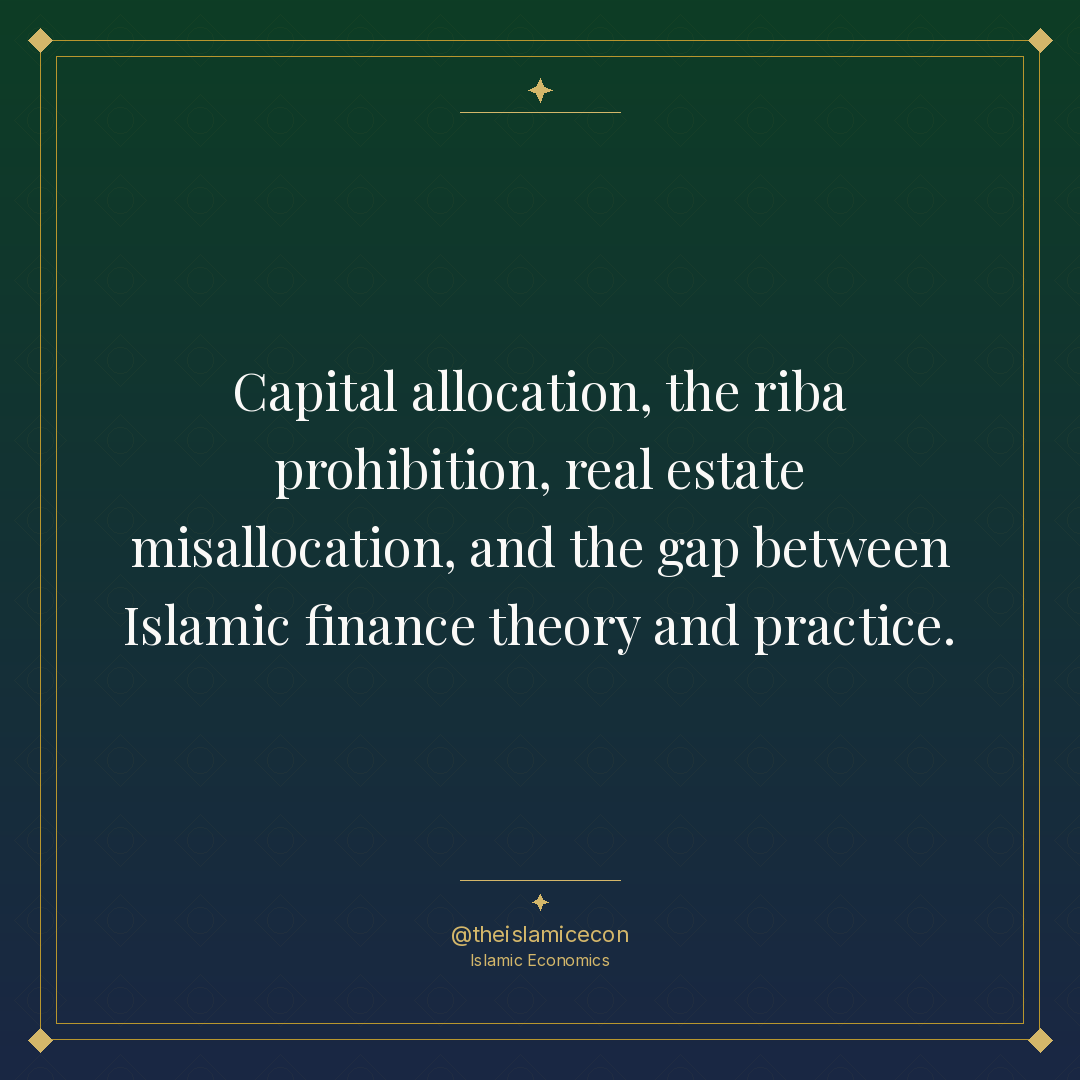 Capital allocation, the riba
prohibition, real estate
misallocation, and the gap between
Islamic finance theory and practice.
@theislamicecon
Islamic Economics